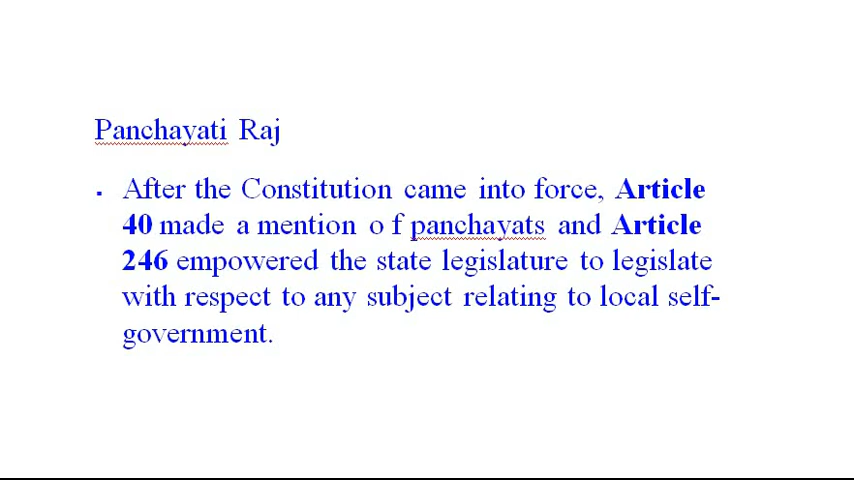 Panchayati Raj
▪ After the Constitution came into force, Article
40 made a mention o f panchayats and Article
246 empowered the state legislature to legislate
with respect to any subject relating to local self-
government.